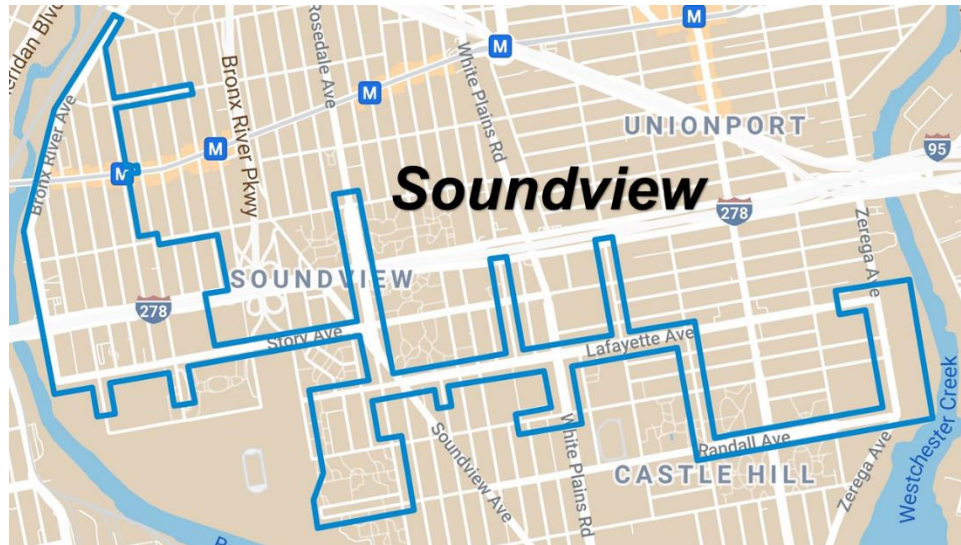 eridan Blvd
Bronx River Ave
Bronx River Pkwy
Rosedale Ave
White Plains Rd
M
M
M
M
M
UNIONPORT
95
Soundview
278
Zerega Ave
SOUNDVIEW
278
Story Ave
Lafayette Ave
Soundview Ave
White Plains Rd
Randall Ave
CASTLE HILL
Zerega Ave
Westchester Creek